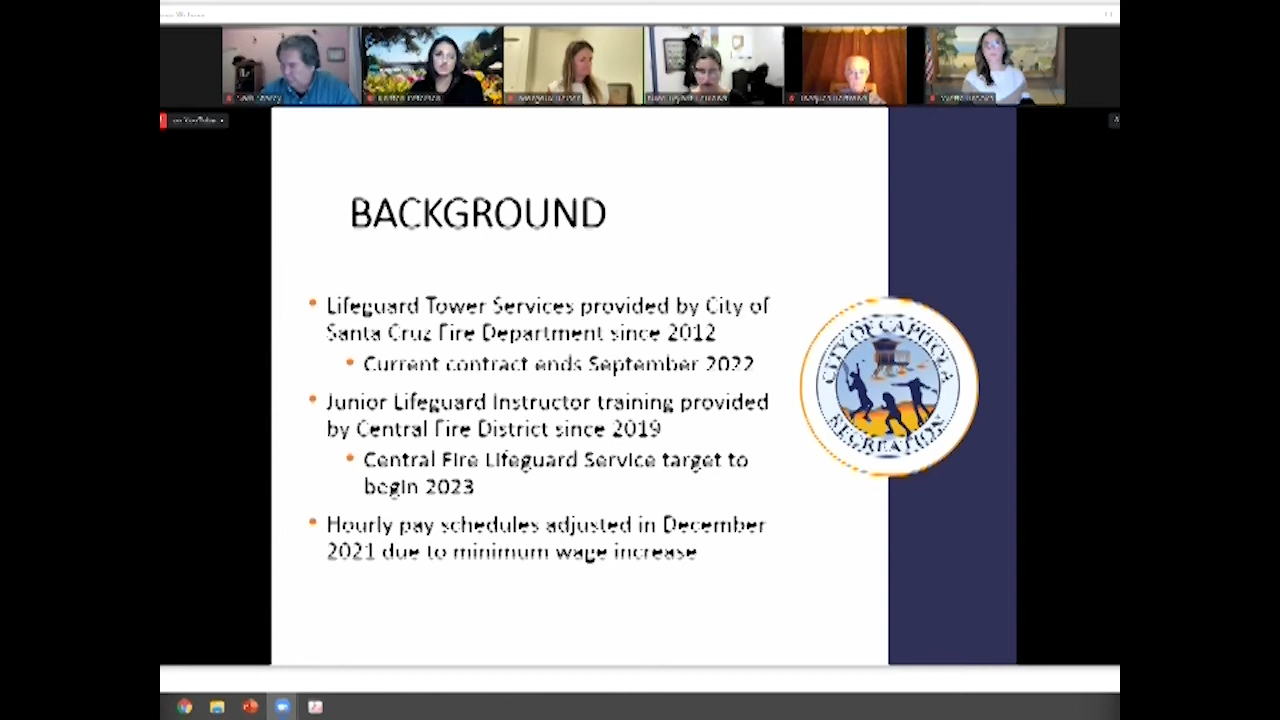 BACKGROUND
Lifeguard Tower Services provided by City of
Santa Cruz Fire Department since 2012
Current contract ends September 2022
Junior Lifeguard Instructor training provided
by Central Fire District since 2019
Central Fire Lifeguard Service target to
begin 2023
Hourly pay schedules adjusted in December
2021 due to minimum wage increase
CITY OF CAPITOLA
RECREATION